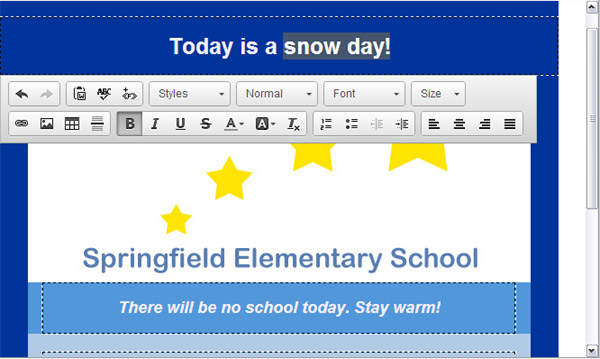 Today is a snow day!
Styles Normal Font Size
B I U S A A Tx
Springfield Elementary School
There will be no school today. Stay warm!